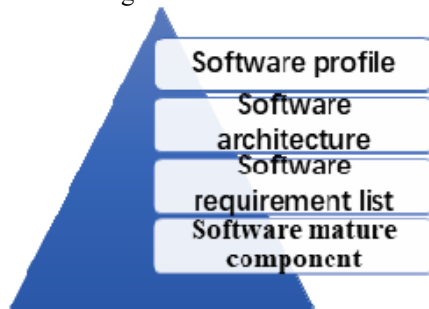 Software profile
Software
architecture
Software
requirement list
Software mature
component